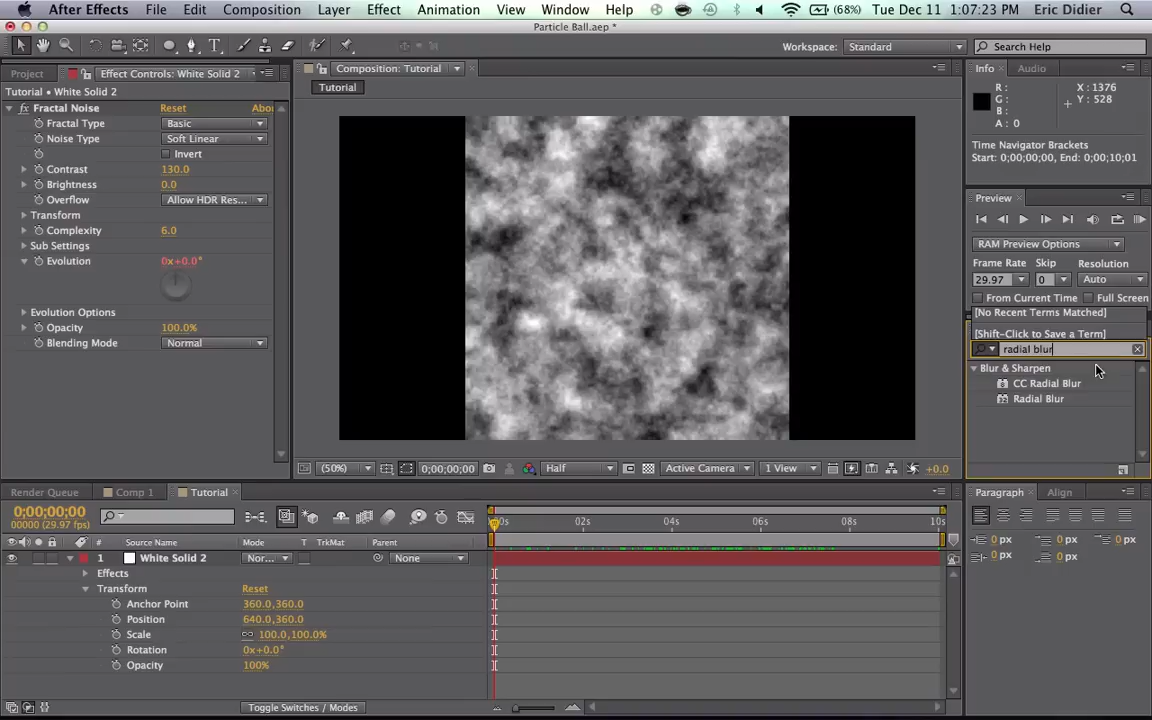 After Effects File Edit Composition Layer Effect Animation View Window Help (68%) Tue Dec 11 1:07:23 PM Eric Didier
Particle Ball.aep *
Workspace: Standard Search Help
Project Effect Controls: White Solid 2
Tutorial • White Solid 2
fx Fractal Noise Reset Abo
Fractal Type Basic
Noise Type Soft Linear
Invert
Contrast 130.0
Brightness 0.0
Overflow Allow HDR Res...
Transform
Complexity 6.0
Sub Settings
Evolution 0x+0.0°
Evolution Options
Opacity 100.0%
Blending Mode Normal
Composition: Tutorial
Tutorial
(50%) 0;00;00;00 Half Active Camera 1 View +0.0
Info Audio
R : X : 1376
G : Y : 528
B :
A : 0
Time Navigator Brackets
Start: 0;00;00;00, End: 0;00;10;01
Preview
RAM Preview Options
Frame Rate Skip Resolution
29.97 0 Auto
From Current Time Full Screen
[No Recent Terms Matched]
[Shift-Click to Save a Term]
radial blur
Blur & Sharpen
CC Radial Blur
Radial Blur
Render Queue Comp 1 Tutorial
0;00;00;00
00000 (29.97 fps)
02s 04s 06s 08s 10s
# Source Name Mode T TrkMat Parent
1 White Solid 2 Nor... None
Effects
Transform Reset
Anchor Point 360.0,360.0
Position 640.0,360.0
Scale 100.0,100.0%
Rotation 0x+0.0°
Opacity 100%
Toggle Switches / Modes
Paragraph Align
0 px 0 px 0 px
0 px 0 px